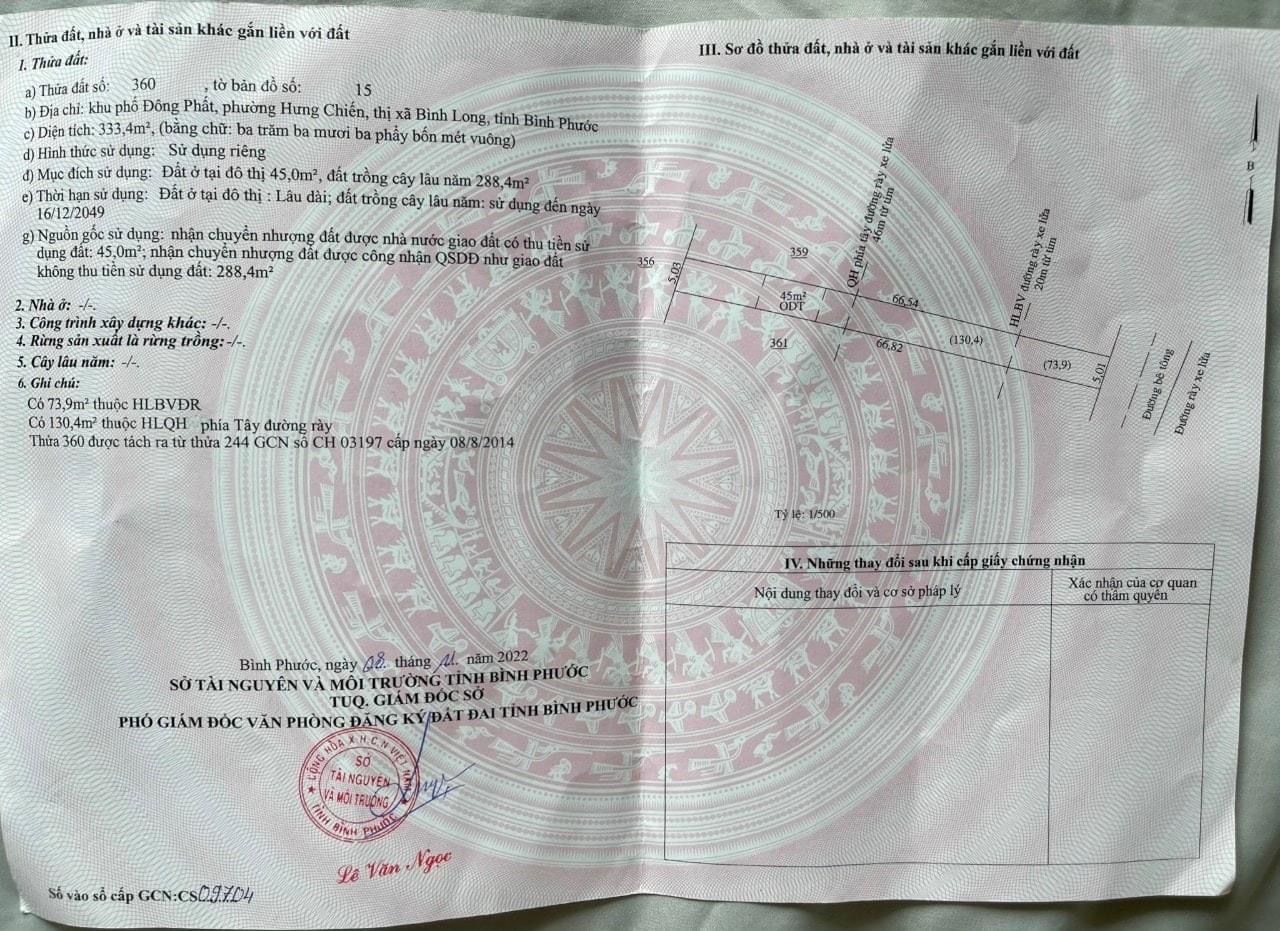 II. Thửa đất, nhà ở và tài sản khác gắn liền với đất
1. Thửa đất:
a) Thửa đất số: 360 , tờ bản đồ số: 15
b) Địa chỉ: khu phố Đông Phất, phường Hưng Chiến, thị xã Bình Long, tỉnh Bình Phước
c) Diện tích: 333,4m², (bằng chữ: ba trăm ba mươi ba phẩy bốn mét vuông)
d) Hình thức sử dụng: Sử dụng riêng
đ) Mục đích sử dụng: Đất ở tại đô thị 45,0m², đất trồng cây lâu năm 288,4m²
e) Thời hạn sử dụng: Đất ở tại đô thị : Lâu dài; đất trồng cây lâu năm: sử dụng đến ngày
16/12/2049
g) Nguồn gốc sử dụng: nhận chuyển nhượng đất được nhà nước giao đất có thu tiền sử
dụng đất: 45,0m²; nhận chuyển nhượng đất được công nhận QSDĐ như giao đất
không thu tiền sử dụng đất: 288,4m²
2. Nhà ở: -/-.
3. Công trình xây dựng khác: -/-.
4. Rừng sản xuất là rừng trồng:-/-.
5. Cây lâu năm: -/-.
6. Ghi chú:
Có 73,9m² thuộc HLBVĐR
Có 130,4m² thuộc HLQH phía Tây đường rày
Thửa 360 được tách ra từ thửa 244 GCN số CH 03197 cấp ngày 08/8/2014
Bình Phước, ngày 08 tháng 11 năm 2022
SỞ TÀI NGUYÊN VÀ MÔI TRƯỜNG TỈNH BÌNH PHƯỚC
TUQ. GIÁM ĐỐC SỞ
PHÓ GIÁM ĐỐC VĂN PHÒNG ĐĂNG KÝ ĐẤT ĐAI TỈNH BÌNH PHƯỚC
CỘNG HÒA X.H.C.N VIỆT NAM
SỞ
TÀI NGUYÊN
VÀ MÔI TRƯỜNG
TỈNH BÌNH PHƯỚC
Lê Văn Ngọc
Số vào sổ cấp GCN:CS09704
III. Sơ đồ thửa đất, nhà ở và tài sản khác gắn liền với đất
B
QH phía tây đường rày xe lửa
46m từ tim
HLBV đường rày xe lửa
20m từ tim
356
5,03
359
45m²
ODT
66,54
361
66,82
(130,4)
(73,9)
5,01
Đường bê tông
Đường rày xe lửa
Tỷ lệ: 1/500
IV. Những thay đổi sau khi cấp giấy chứng nhận
Nội dung thay đổi và cơ sở pháp lý
Xác nhận của cơ quan
có thẩm quyền